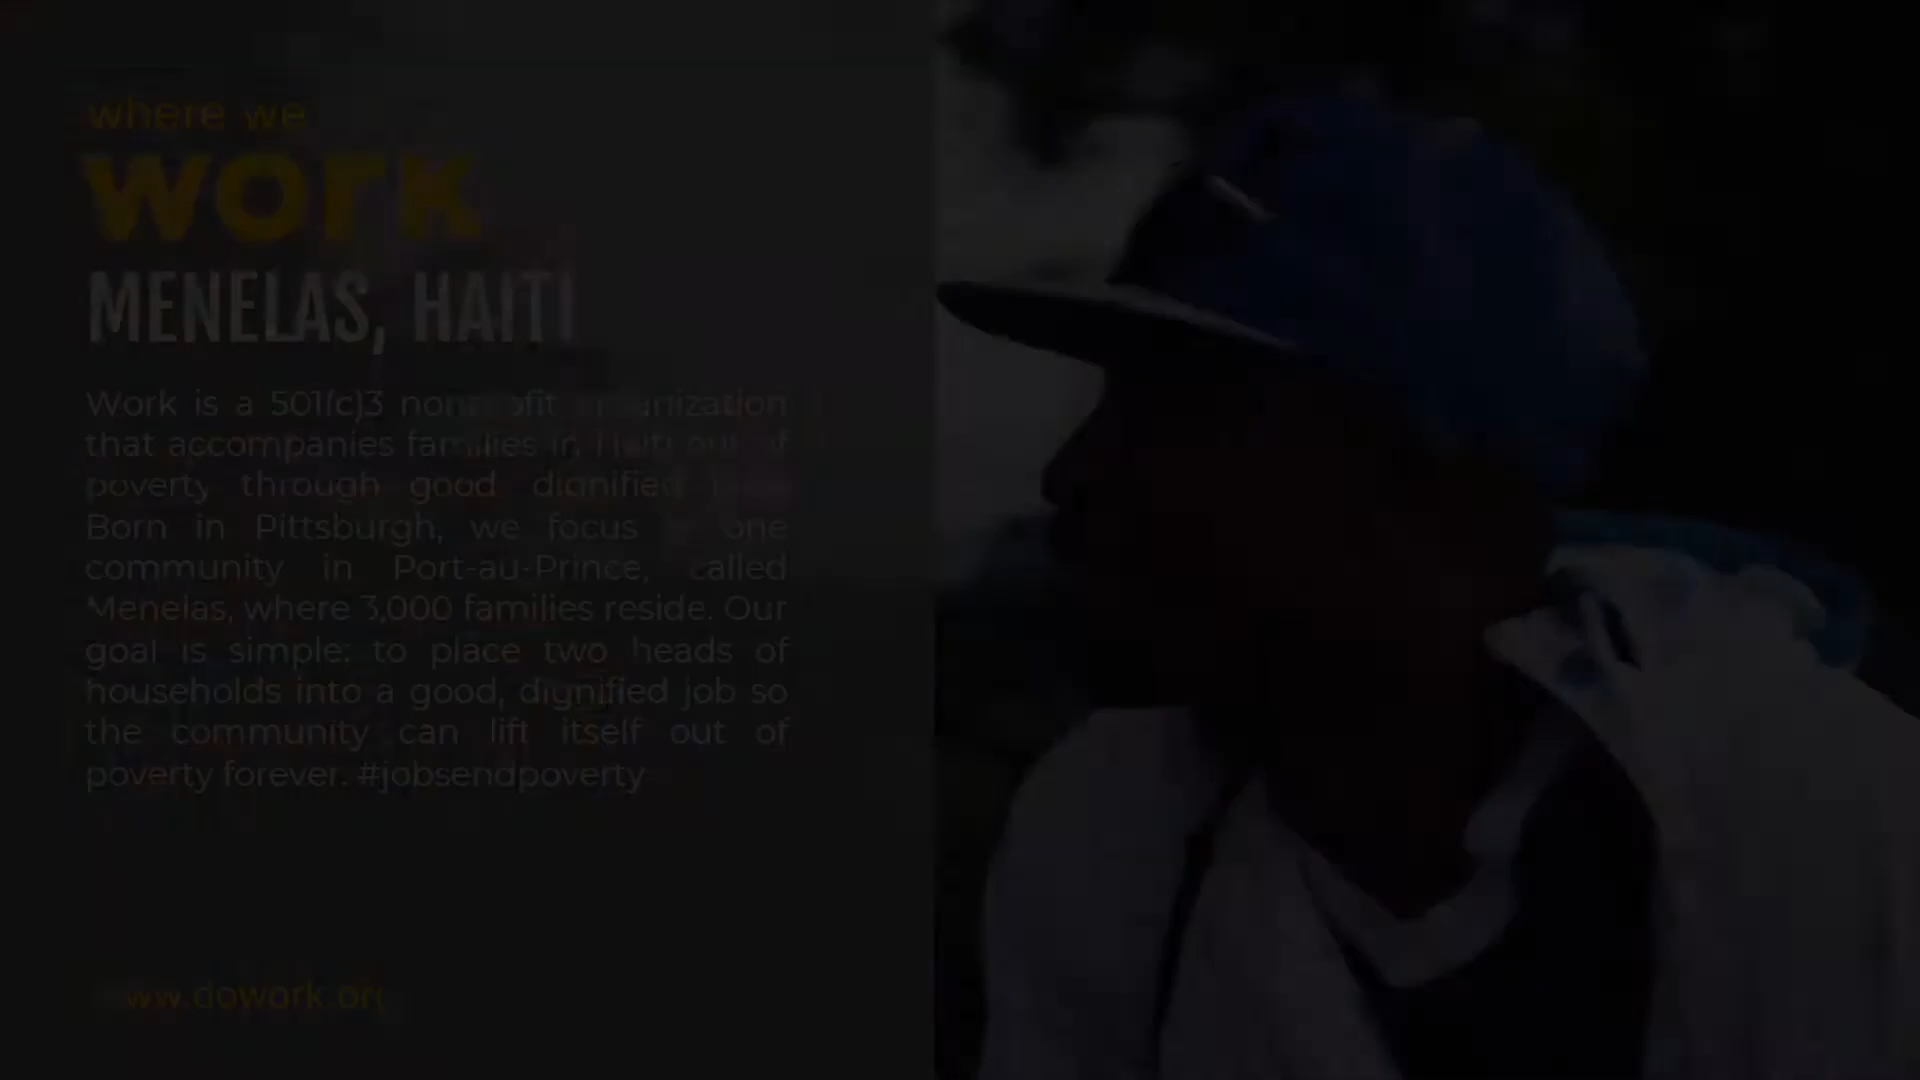 where we
work
MENELAS, HAITI
Work is a 501(c)3 nonprofit organization
that accompanies families in Haiti out of
poverty through good dignified
Born in Pittsburgh, we focus one
community in Port-au-Prince, called
Menelas, where 3,000 families reside. Our
goal is simple: to place two heads of
households into a good, dignified job so
the community can lift itself out of
poverty forever. #jobsendpoverty
www.dowork.org